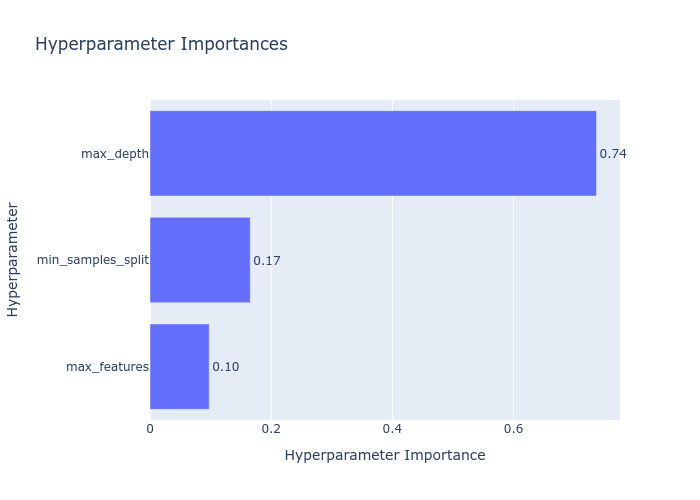 Hyperparameter Importances
Hyperparameter
max_depth
0.74
min_samples_split
0.17
max_features
0.10
0
0.2
0.4
0.6
Hyperparameter Importance